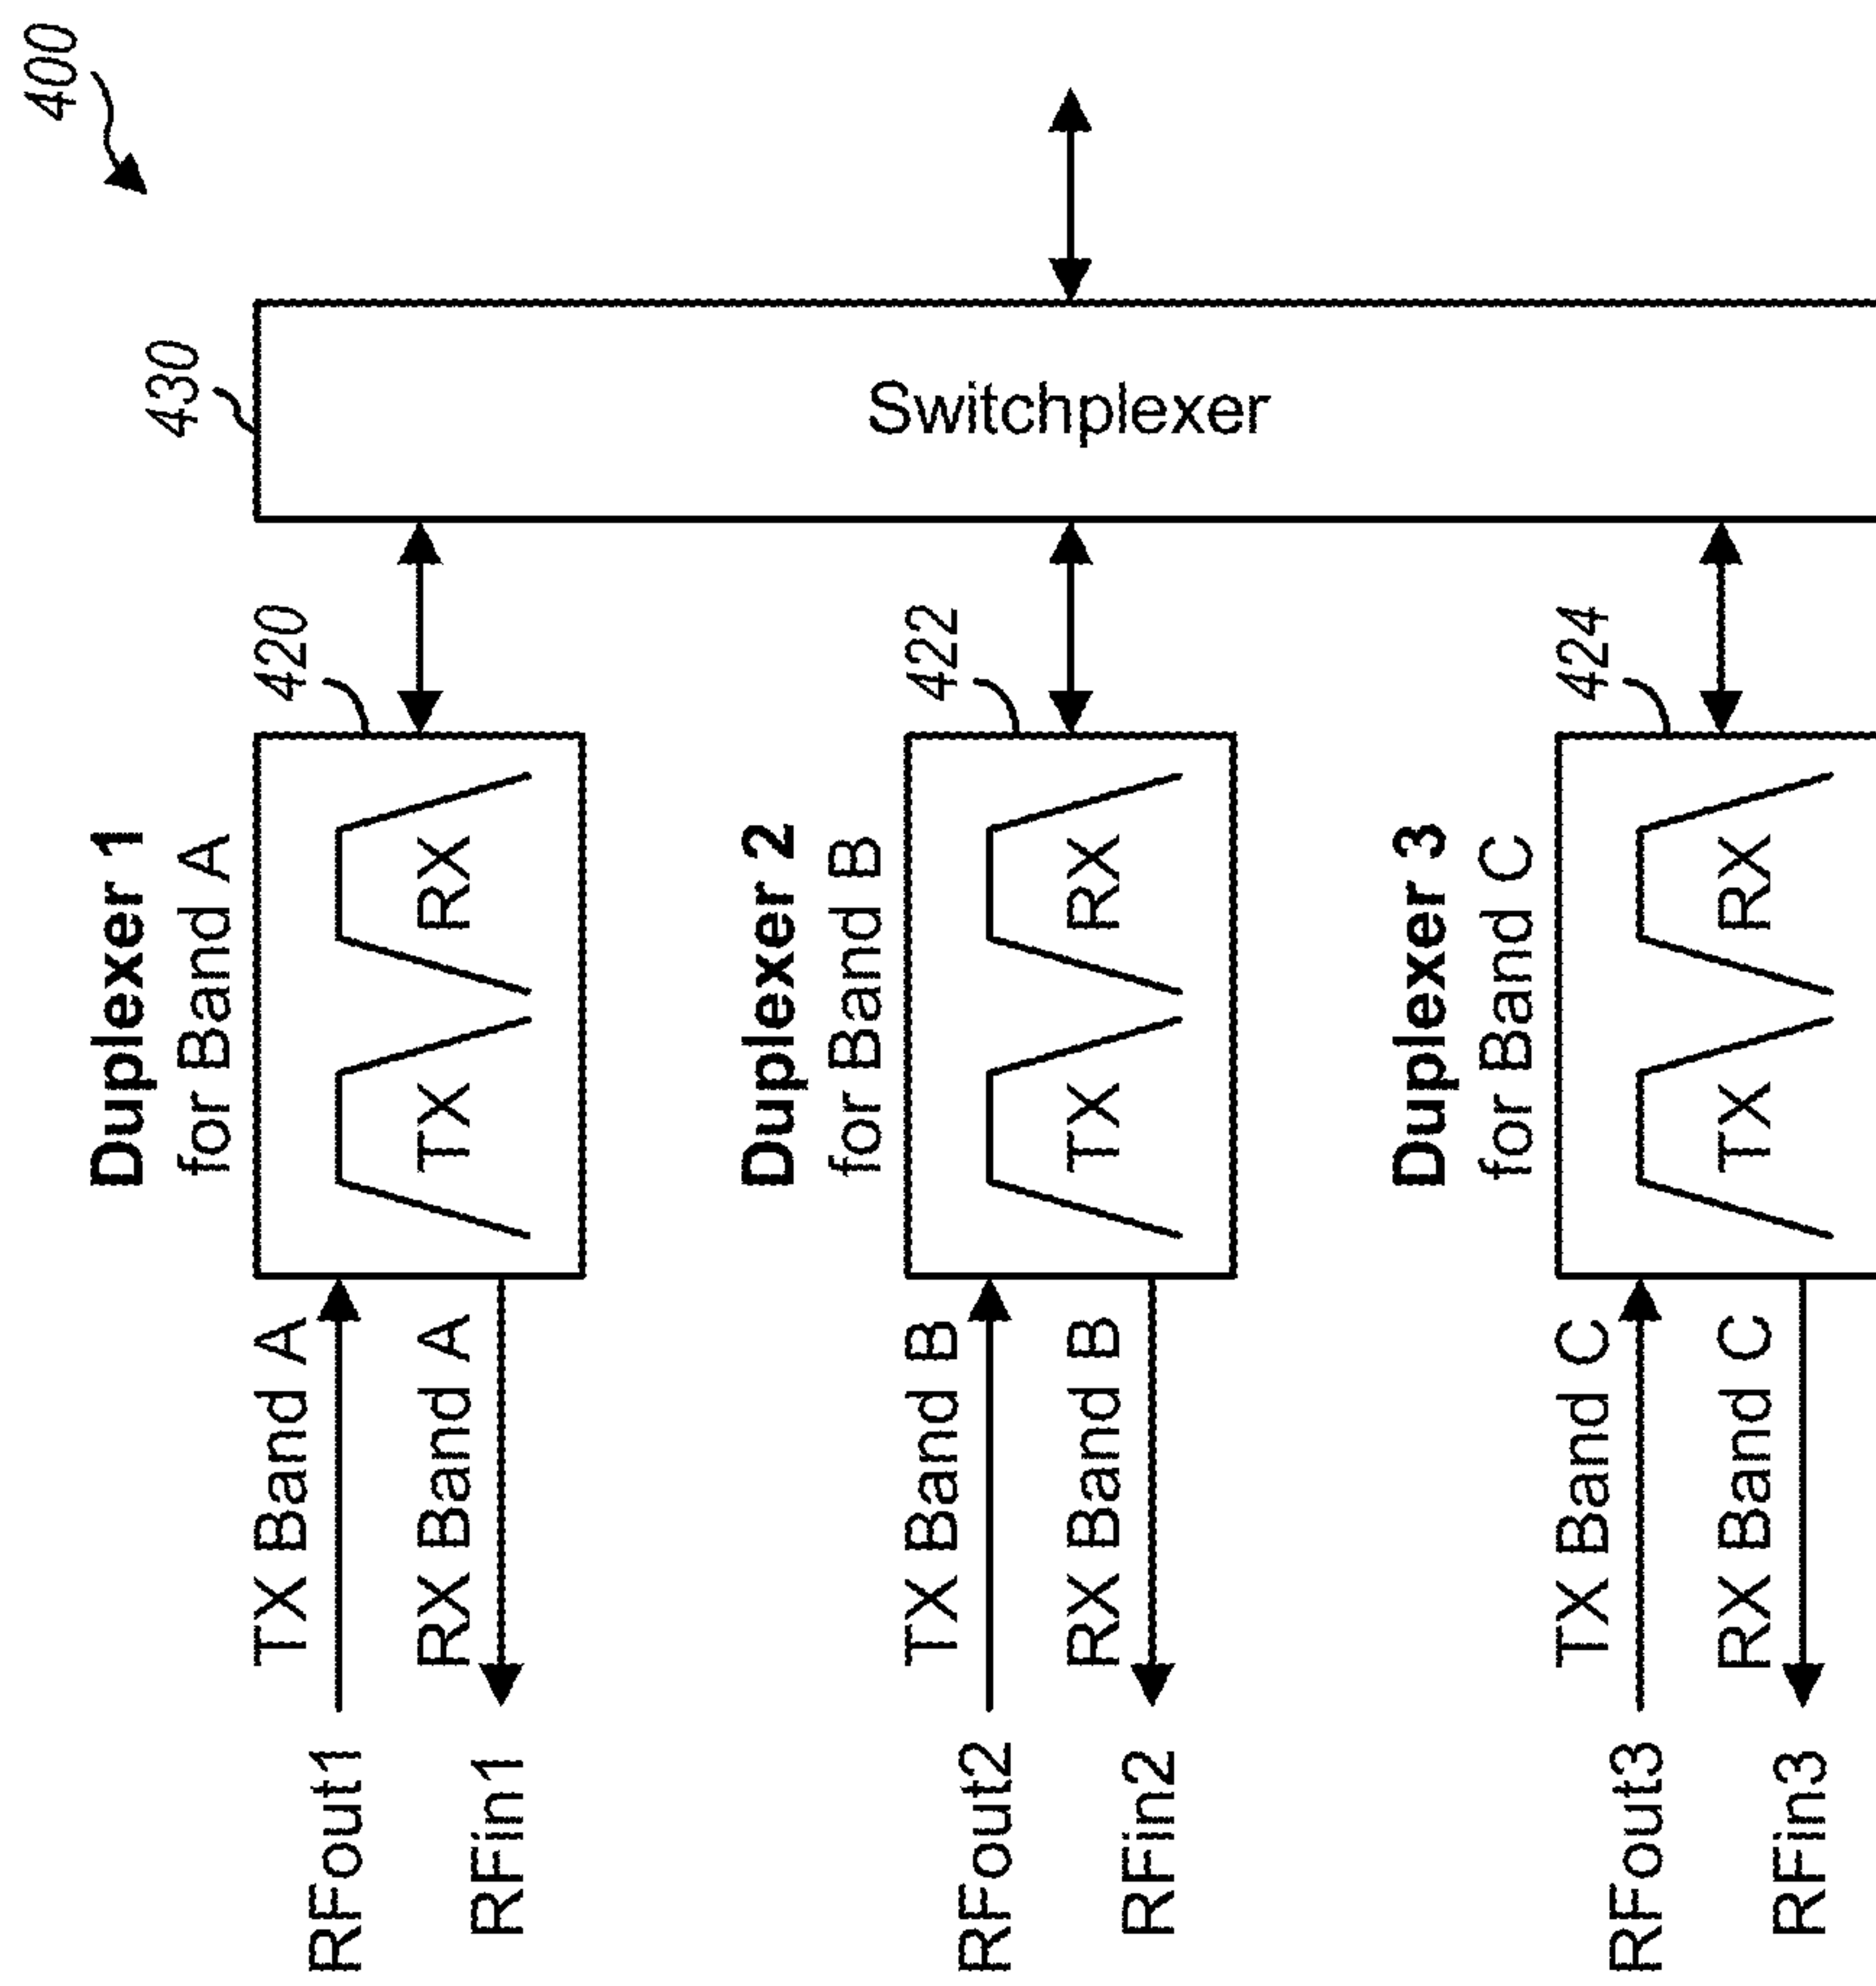 400
Duplexer 1
for Band A
420
430
TX Band A
RFout1
TX
RX
RX Band A
RFin1
Switchplexer
Duplexer 2
for Band B
422
TX Band B
RFout2
TX
RX
RX Band B
RFin2
Duplexer 3
for Band C
424
TX Band C
RFout3
TX
RX
RX Band C
RFin3